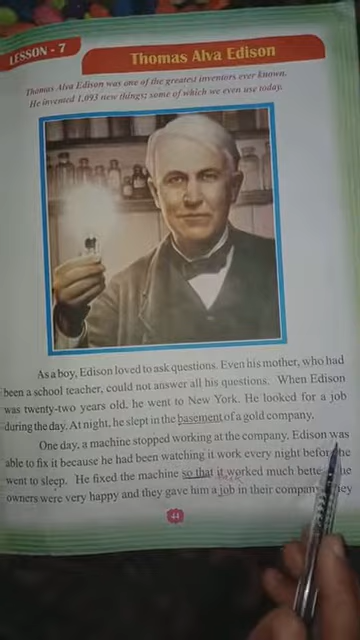 LESSON - 7
Thomas Alva Edison
Thomas Alva Edison was one of the greatest inventors ever known.
He invented 1,093 new things; some of which we even use today.
As a boy, Edison loved to ask questions. Even his mother, who had
been a school teacher, could not answer all his questions. When Edison
was twenty-two years old, he went to New York. He looked for a job
during the day. At night, he slept in the basement of a gold company.
One day, a machine stopped working at the company. Edison was
able to fix it because he had been watching it work every night before he
went to sleep. He fixed the machine so that it worked much
owners were very happy and they gave him a job in their
44